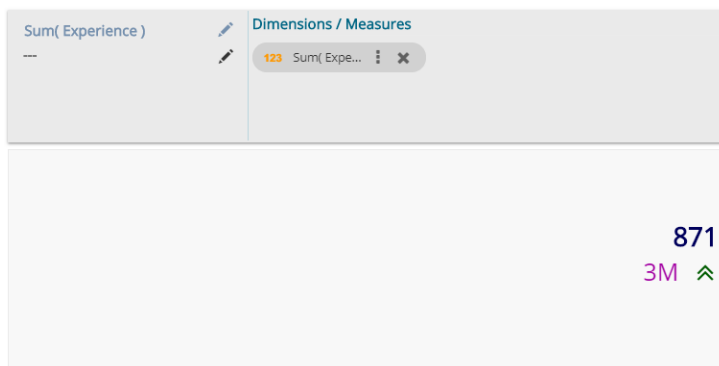 Sum( Experience )
---
Dimensions / Measures
123 Sum( Expe...
871
3M